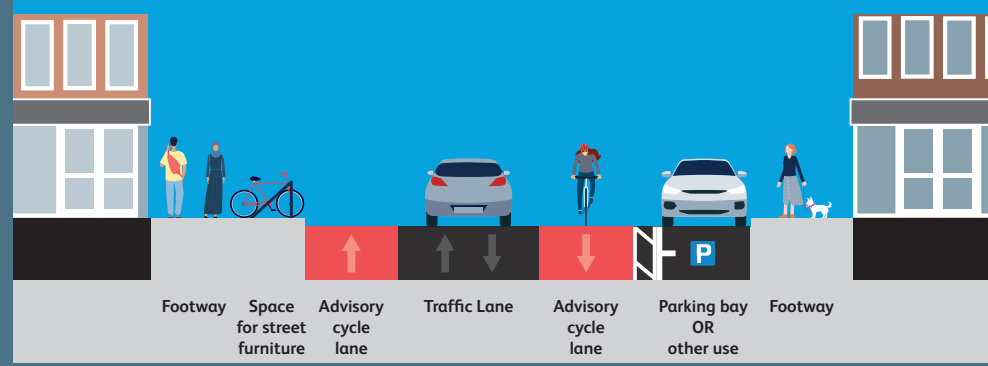 P
Footway
Space
for street
furniture
Advisory
cycle
lane
Traffic Lane
Advisory
cycle
lane
Parking bay
OR
other use
Footway